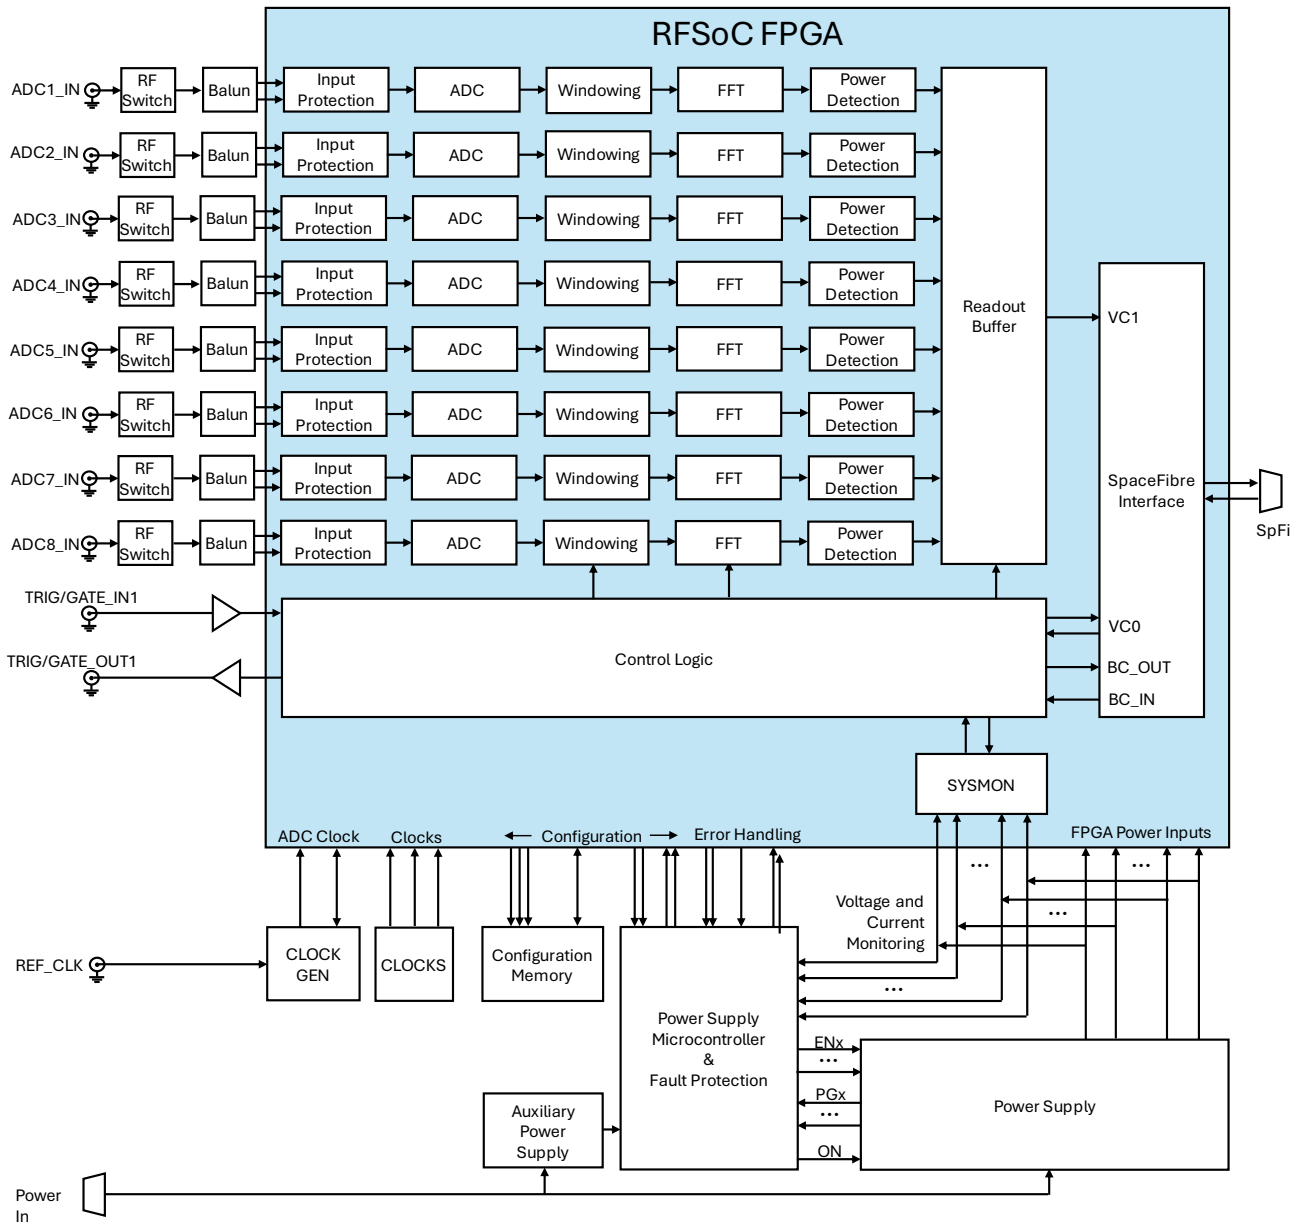 RFSoC FPGA
ADC1_IN
RF
Switch
Balun
Input
Protection
ADC
Windowing
FFT
Power
Detection
ADC2_IN
RF
Switch
Balun
Input
Protection
ADC
Windowing
FFT
Power
Detection
ADC3_IN
RF
Switch
Balun
Input
Protection
ADC
Windowing
FFT
Power
Detection
ADC4_IN
RF
Switch
Balun
Input
Protection
ADC
Windowing
FFT
Power
Detection
ADC5_IN
RF
Switch
Balun
Input
Protection
ADC
Windowing
FFT
Power
Detection
ADC6_IN
RF
Switch
Balun
Input
Protection
ADC
Windowing
FFT
Power
Detection
ADC7_IN
RF
Switch
Balun
Input
Protection
ADC
Windowing
FFT
Power
Detection
ADC8_IN
RF
Switch
Balun
Input
Protection
ADC
Windowing
FFT
Power
Detection
Readout
Buffer
VC1
SpaceFibre
Interface
SpFi
VC0
BC_OUT
BC_IN
TRIG/GATE_IN1
TRIG/GATE_OUT1
Control Logic
SYSMON
ADC Clock
Clocks
Configuration
Error Handling
FPGA Power Inputs
...
...
Voltage and
Current
Monitoring
...
...
REF_CLK
CLOCK
GEN
CLOCKS
Configuration
Memory
Power Supply
Microcontroller
&
Fault Protection
ENx
...
PGx
...
ON
Power Supply
Auxiliary
Power
Supply
Power
In